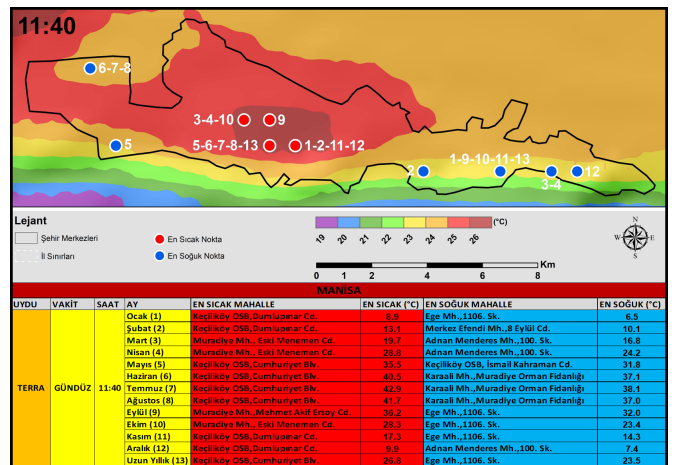 11:40
6-7-8
3-4-10
9
5
5-6-7-8-13
1-2-11-12
1-9-10-11-13
2
12
3-4
Lejant
Şehir Merkezleri
İl Sınırları
En Sıcak Nokta
En Soğuk Nokta
(°C)
19 20 21 22 23 24 25 26
N
W E
S
Km
0 1 2 4 6 8
MANİSA
UYDU VAKİT SAAT AY EN SICAK MAHALLE EN SICAK (°C) EN SOĞUK MAHALLE EN SOĞUK (°C)
Ocak (1) Keçiliköy OSB,Dumlupınar Cd. 8.9 Ege Mh.,1106. Sk. 6.5
Şubat (2) Keçiliköy OSB,Dumlupınar Cd. 13.1 Merkez Efendi Mh.,8 Eylül Cd. 10.1
Mart (3) Muradiye Mh., Eski Menemen Cd. 19.7 Adnan Menderes Mh.,100. Sk. 16.8
Nisan (4) Muradiye Mh., Eski Menemen Cd. 28.8 Adnan Menderes Mh.,100. Sk. 24.2
Mayıs (5) Keçiliköy OSB,Cumhuriyet Blv. 35.5 Keçiliköy OSB, İsmail Kahraman Cd. 31.8
Haziran (6) Keçiliköy OSB,Cumhuriyet Blv. 40.5 Karaali Mh.,Muradiye Orman Fidanlığı 37.1
TERRA GÜNDÜZ 11:40 Temmuz (7) Keçiliköy OSB,Cumhuriyet Blv. 42.9 Karaali Mh.,Muradiye Orman Fidanlığı 38.1
Ağustos (8) Keçiliköy OSB,Cumhuriyet Blv. 41.7 Karaali Mh.,Muradiye Orman Fidanlığı 37.0
Eylül (9) Muradiye Mh.,Mehmet Akif Ersoy Cd. 36.2 Ege Mh.,1106. Sk. 32.0
Ekim (10) Muradiye Mh., Eski Menemen Cd. 28.3 Ege Mh.,1106. Sk. 23.4
Kasım (11) Keçiliköy OSB,Dumlupınar Cd. 17.3 Ege Mh.,1106. Sk. 14.3
Aralık (12) Keçiliköy OSB,Dumlupınar Cd. 9.9 Adnan Menderes Mh.,100. Sk. 7.4
Uzun Yıllık (13) Keçiliköy OSB,Cumhuriyet Blv. 26.8 Ege Mh.,1106. Sk. 23.5